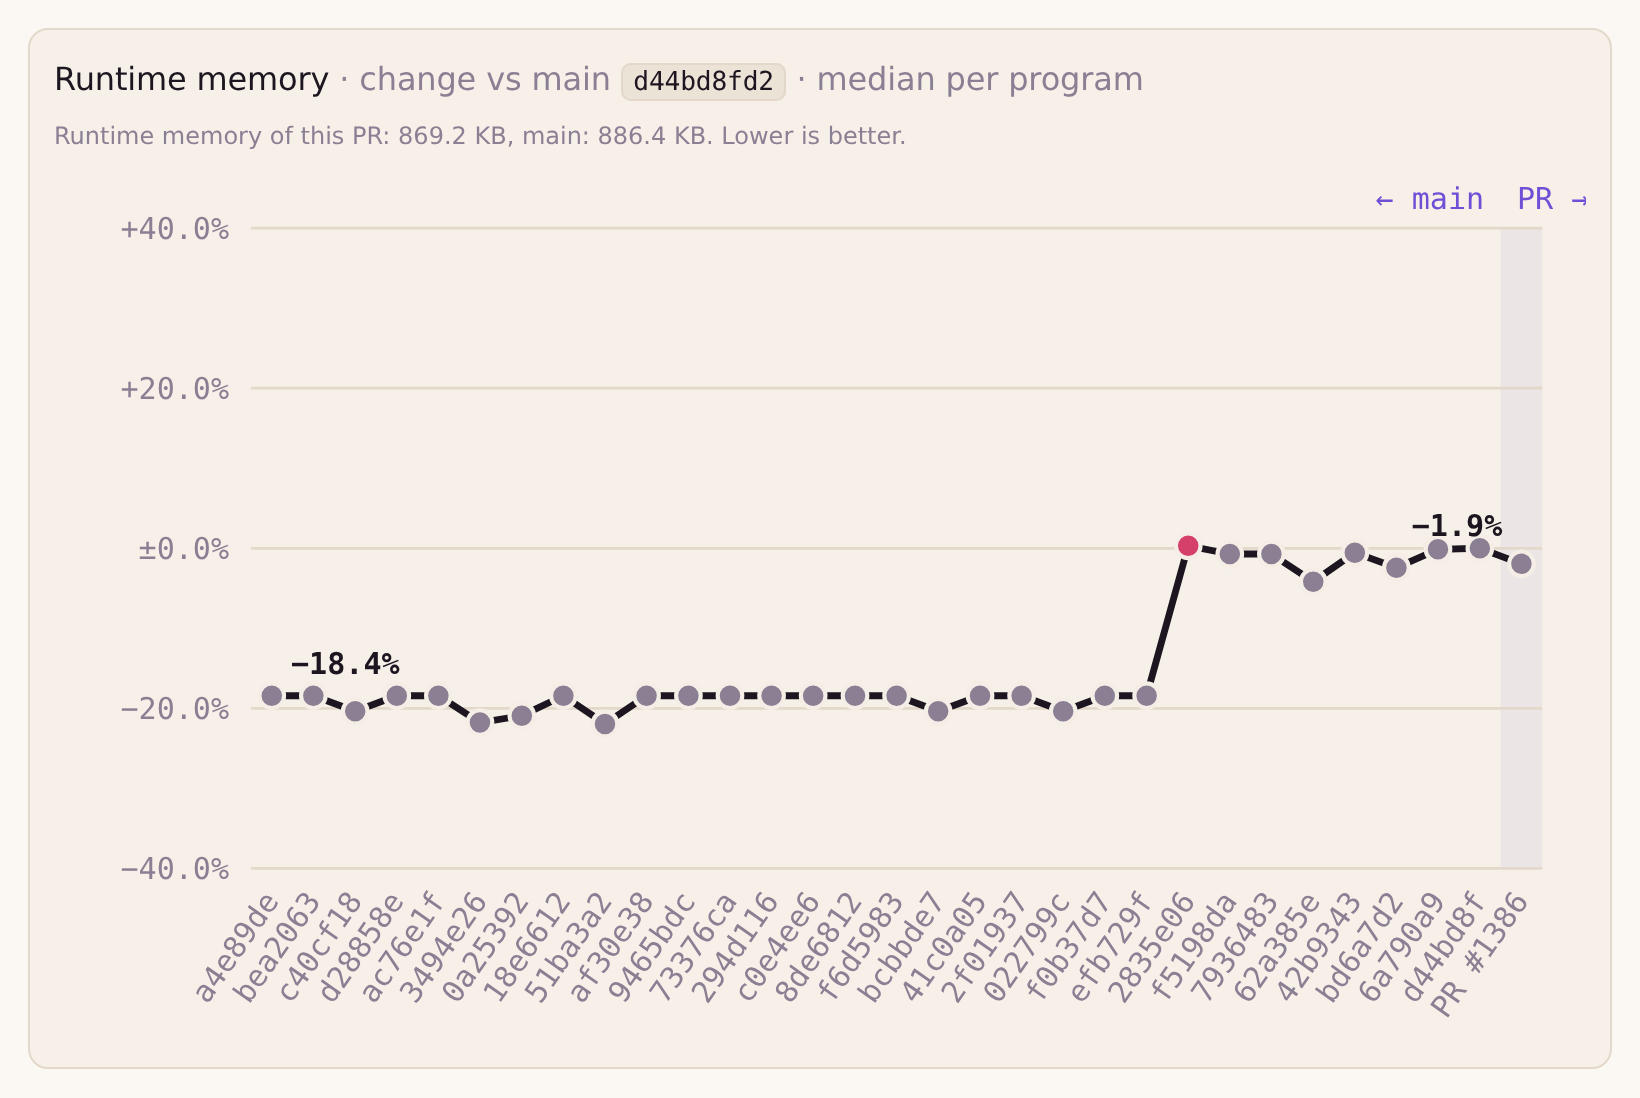 Runtime memory · change vs main d44bd8fd2 · median per program
Runtime memory of this PR: 869.2 KB, main: 886.4 KB. Lower is better.
← main PR →
+40.0%
+20.0%
±0.0%
−20.0%
−40.0%
−18.4%
−1.9%
a4e89de
bea2063
c40cf18
d28858e
ac76e1f
3494e26
0a25392
18e6612
51ba3a2
af30e38
9465bdc
73376ca
294d116
c0e4ee6
8de6812
f6d5983
bcbbde7
41c0a05
2f01937
022799c
f0b37d7
efb729f
2835e06
f5198da
7936483
62a385e
42b9343
bd6a7d2
6a790a9
d44bd8f
PR #1386